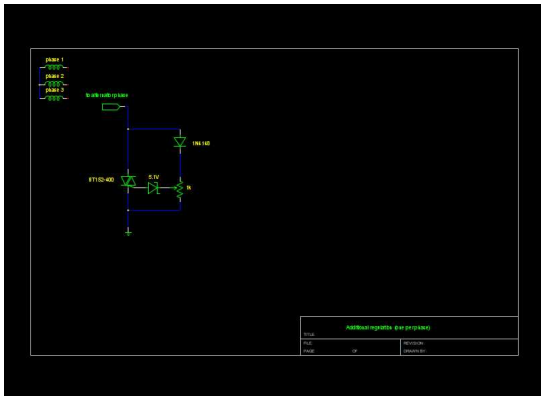 phase 1
phase 2
phase 3
to alternator phase
1N4148
BT152-400
5.1V
1k
Additional regulation (one per phase)
TITLE
FILE
REVISION:
PAGE
OF
DRAWN BY: